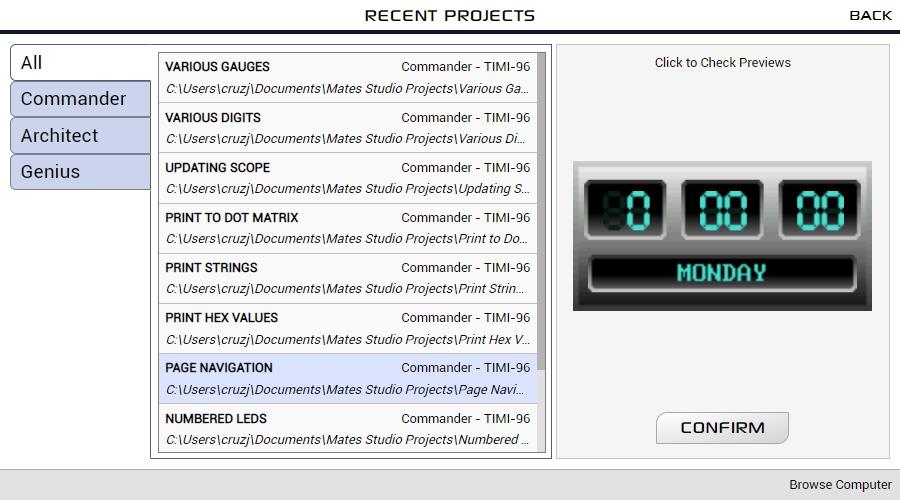 RECENT PROJECTS
BACK
All
Commander
Architect
Genius
VARIOUS GAUGES Commander - TIMI-96
C:\Users\cruzj\Documents\Mates Studio Projects\Various Ga...
VARIOUS DIGITS Commander - TIMI-96
C:\Users\cruzj\Documents\Mates Studio Projects\Various Di...
UPDATING SCOPE Commander - TIMI-96
C:\Users\cruzj\Documents\Mates Studio Projects\Updating S...
PRINT TO DOT MATRIX Commander - TIMI-96
C:\Users\cruzj\Documents\Mates Studio Projects\Print to Do...
PRINT STRINGS Commander - TIMI-96
C:\Users\cruzj\Documents\Mates Studio Projects\Print Strin...
PRINT HEX VALUES Commander - TIMI-96
C:\Users\cruzj\Documents\Mates Studio Projects\Print Hex V...
PAGE NAVIGATION Commander - TIMI-96
C:\Users\cruzj\Documents\Mates Studio Projects\Page Navi...
NUMBERED LEDS Commander - TIMI-96
C:\Users\cruzj\Documents\Mates Studio Projects\Numbered ...
Click to Check Previews
0 00 00
MONDAY
CONFIRM
Browse Computer